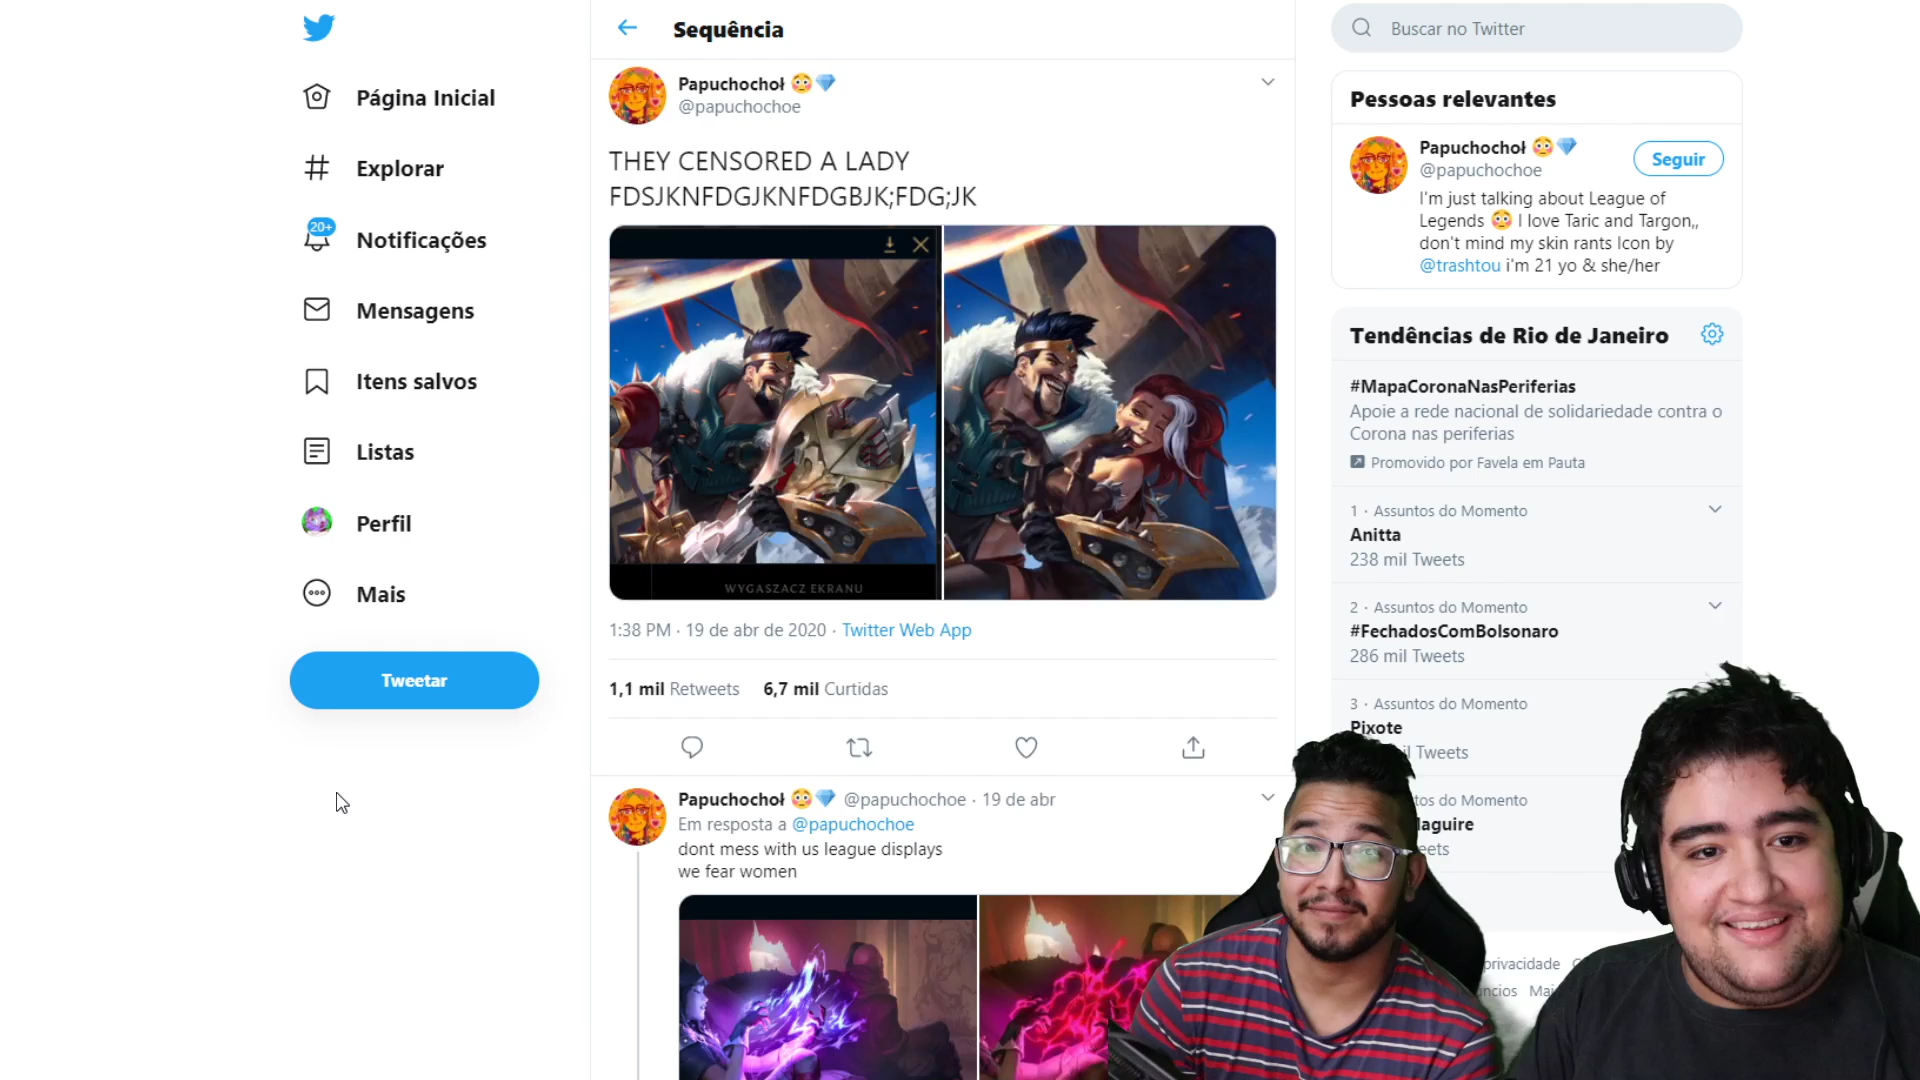 Página Inicial
Explorar
20+
Notificações
Mensagens
Itens salvos
Listas
Perfil
Mais
Tweetar
Sequência
Papuchochoł 😳💎
@papuchochoe
THEY CENSORED A LADY
FDSJKNFDGJKNFDGBJK;FDG;JK
WYGASZACZ EKRANU
1:38 PM · 19 de abr de 2020 · Twitter Web App
1,1 mil Retweets 6,7 mil Curtidas
Papuchochoł 😳💎 @papuchochoe · 19 de abr
Em resposta a @papuchochoe
dont mess with us league displays
we fear women
Buscar no Twitter
Pessoas relevantes
Papuchochoł 😳💎
@papuchochoe
Seguir
I'm just talking about League of
Legends 😳 I love Taric and Targon,,
don't mind my skin rants Icon by
@trashtou i'm 21 yo & she/her
Tendências de Rio de Janeiro
#MapaCoronaNasPeriferias
Apoie a rede nacional de solidariedade contra o
Corona nas periferias
Promovido por Favela em Pauta
1 · Assuntos do Momento
Anitta
238 mil Tweets
2 · Assuntos do Momento
#FechadosComBolsonaro
286 mil Tweets
3 · Assuntos do Momento
Pixote
Tweets
do Momento
privacidade